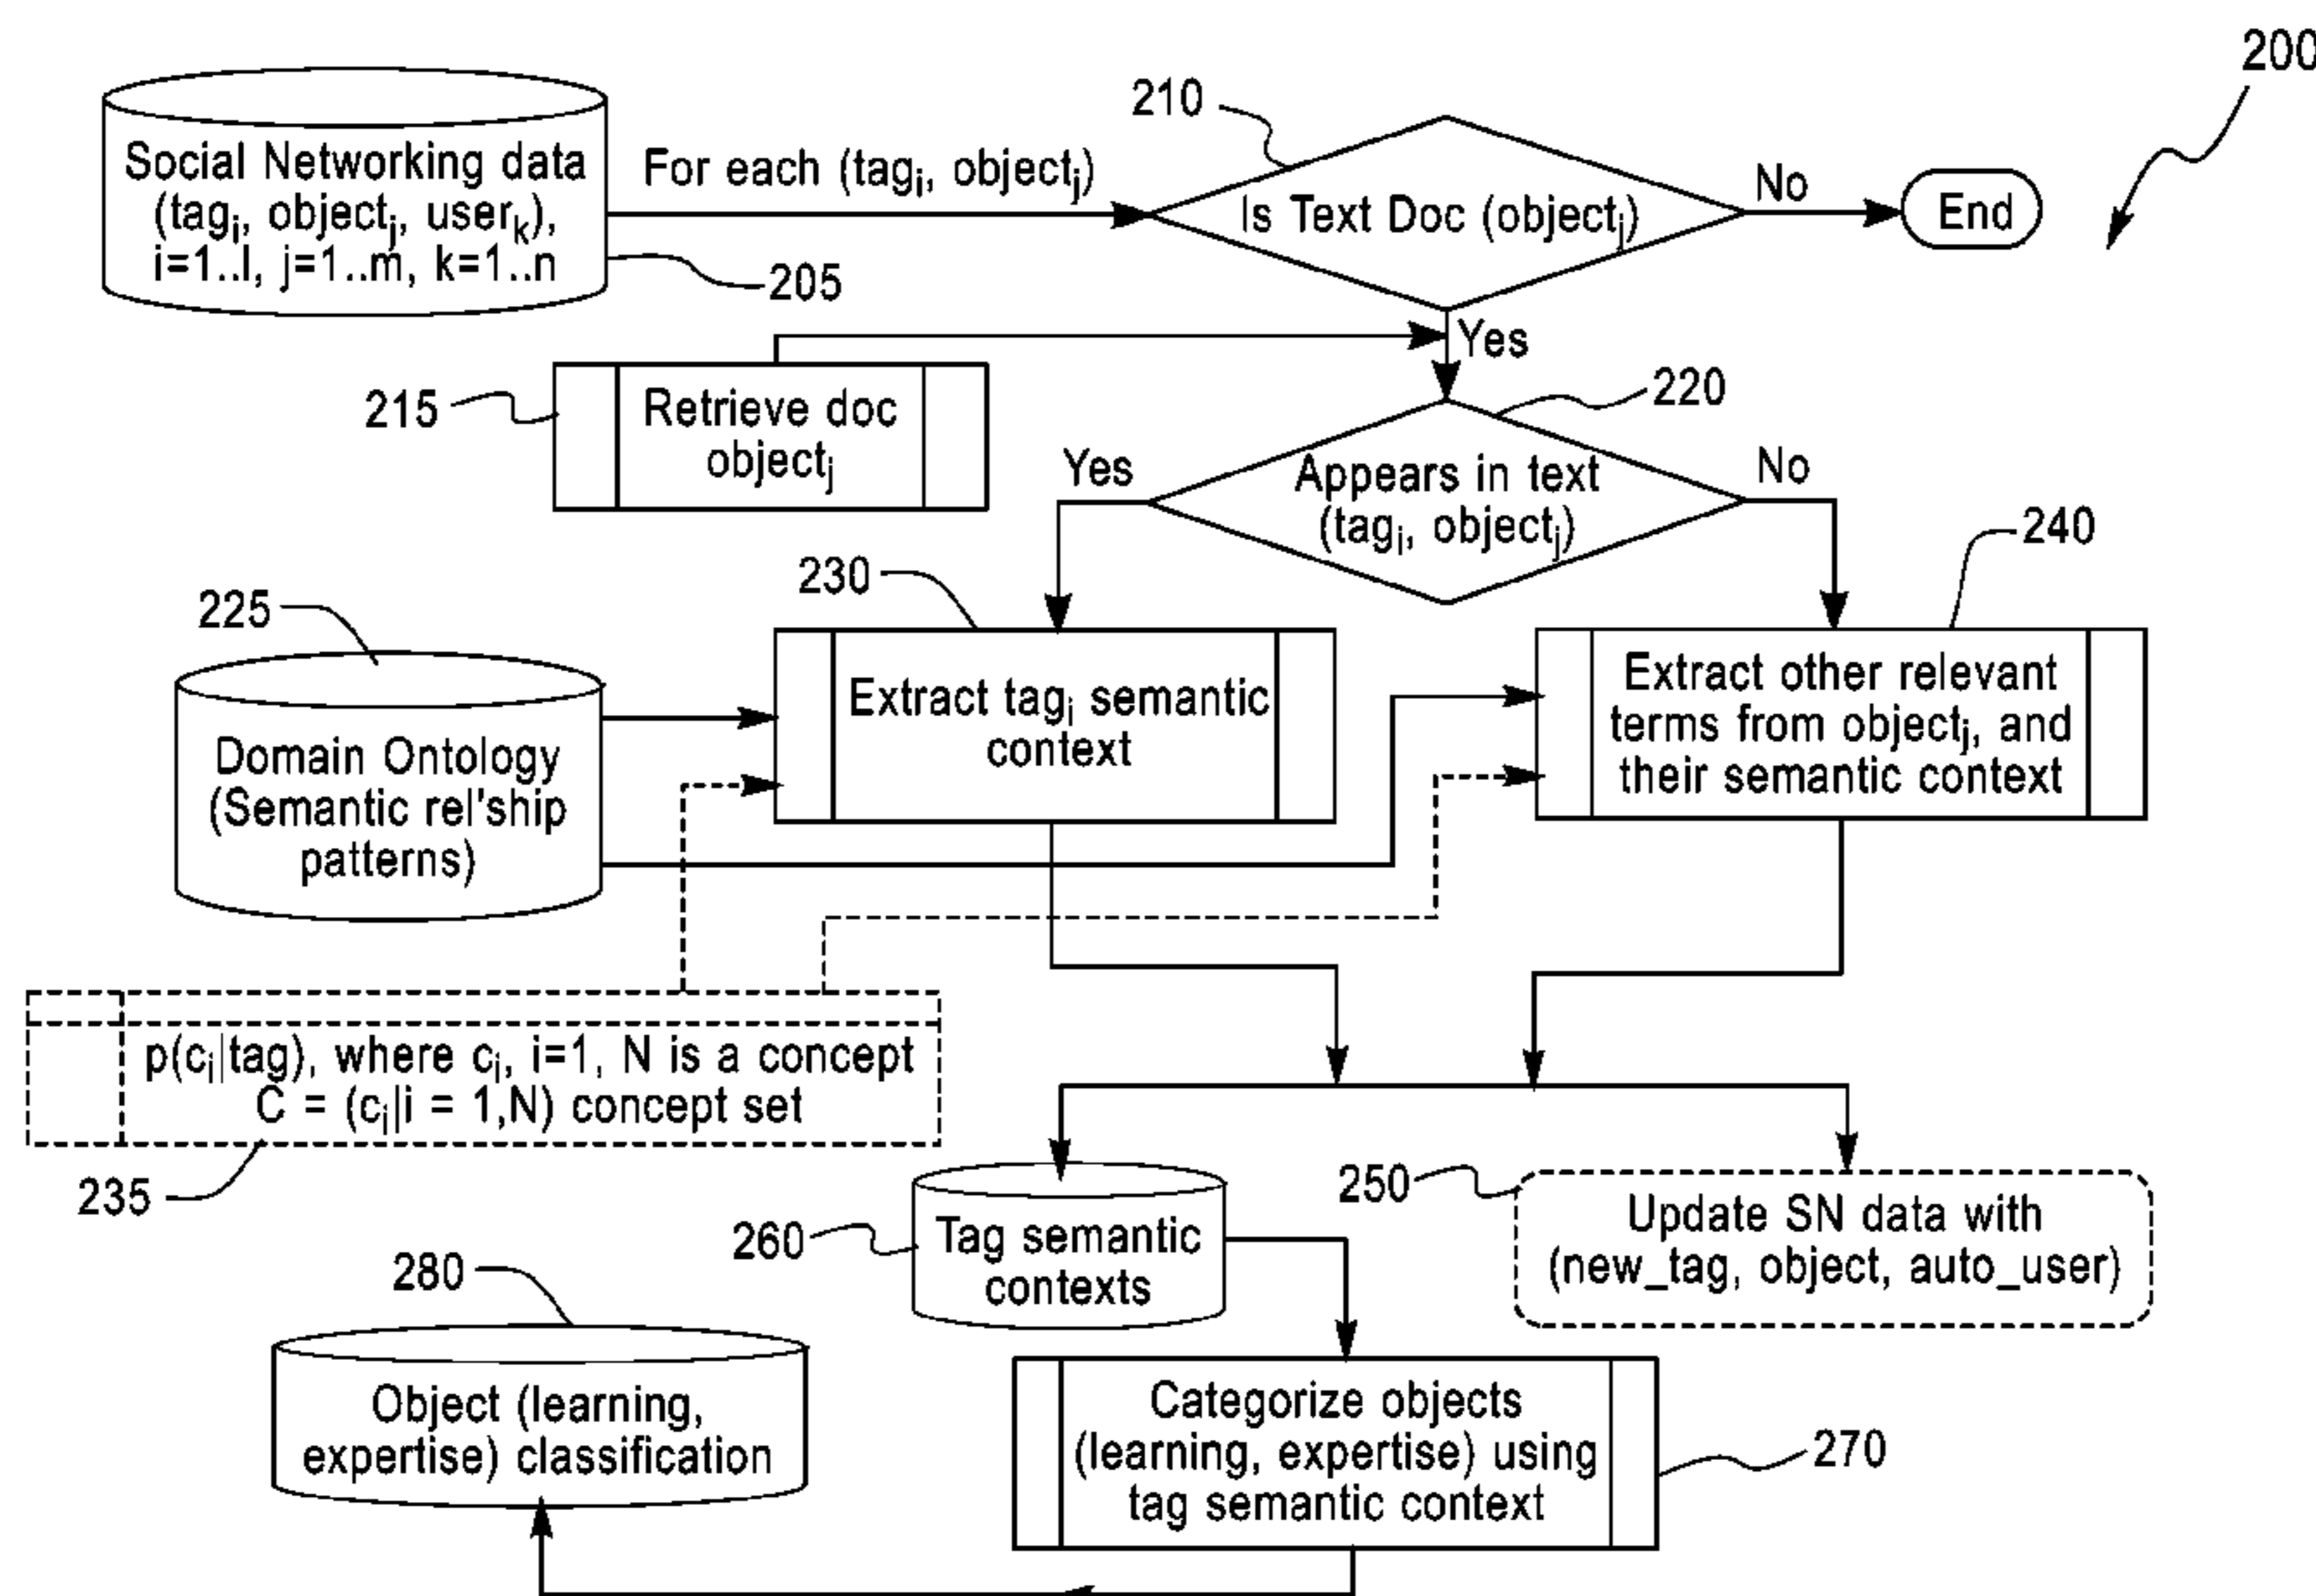 200
210
Social Networking data
(tagᵢ, objectⱼ, userₖ),
i=1..l, j=1..m, k=1..n
For each (tagᵢ, objectⱼ)
Is Text Doc (objectⱼ)
No
End
205
Yes
215
Retrieve doc
objectⱼ
220
Yes
Appears in text
(tagᵢ, objectⱼ)
No
240
230
225
Extract tagᵢ semantic
context
Extract other relevant
terms from objectⱼ, and
their semantic context
Domain Ontology
(Semantic rel'ship
patterns)
p(cᵢ|tag), where cᵢ, i=1, N is a concept
C = (cᵢ|i = 1,N) concept set
235
250
Update SN data with
(new_tag, object, auto_user)
260
Tag semantic
contexts
280
Object (learning,
expertise) classification
Categorize objects
(learning, expertise) using
tag semantic context
270